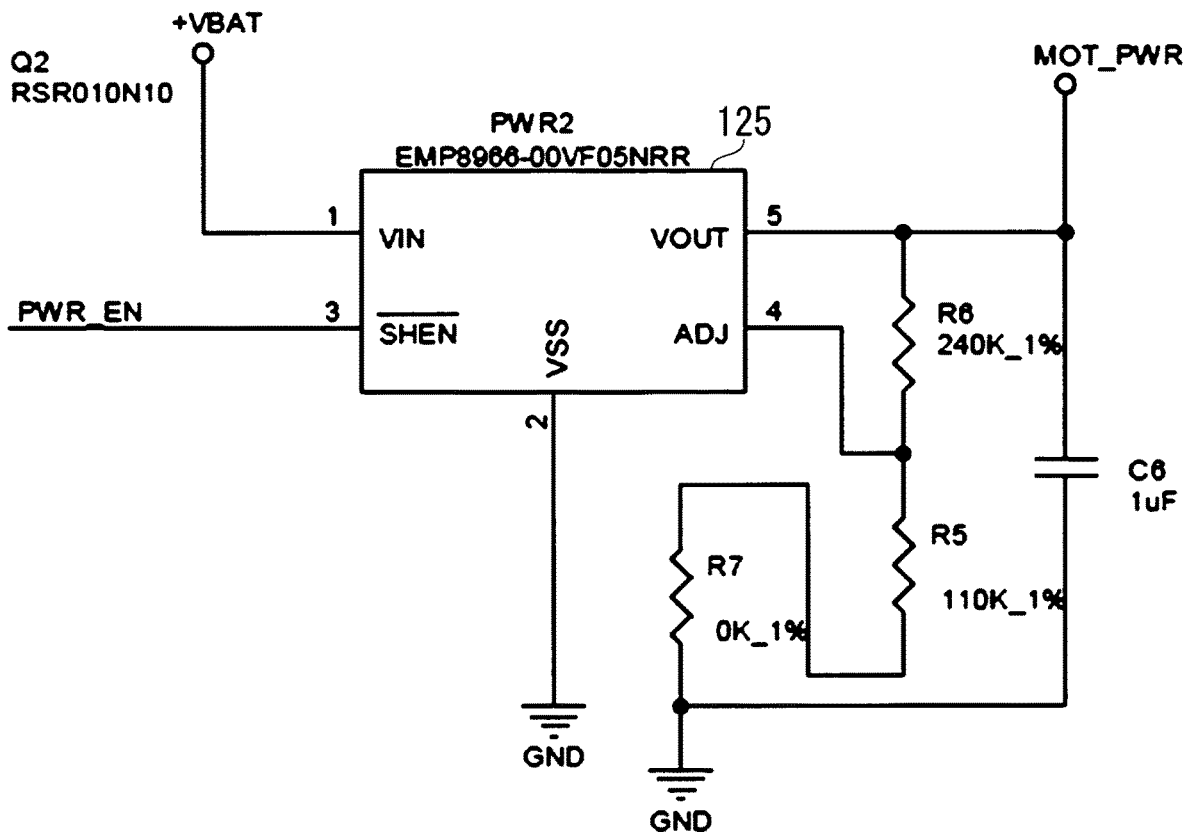 +VBAT
Q2
RSR010N10
MOT_PWR
PWR2
125
EMP8966-00VF05NRR
1
VIN
VOUT
5
PWR_EN
3
SHEN
VSS
ADJ
4
2
R6
240K_1%
C6
1uF
R7
0K_1%
R5
110K_1%
GND
GND